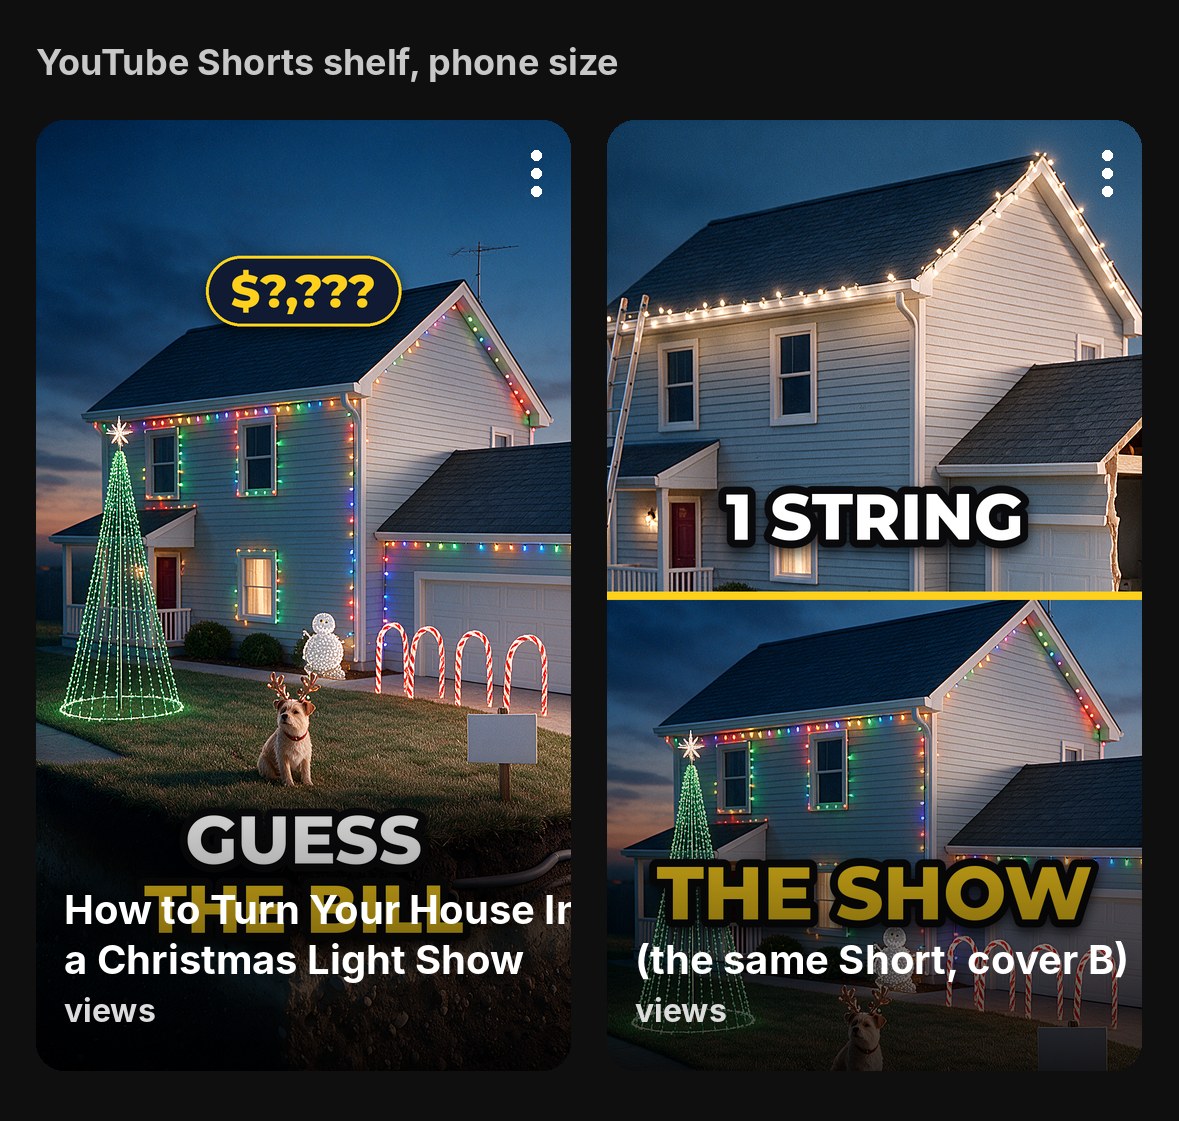 YouTube Shorts shelf, phone size
$?,???
GUESS
THE BILL
How to Turn Your House In
a Christmas Light Show
views
1 STRING
THE SHOW
(the same Short, cover B)
views